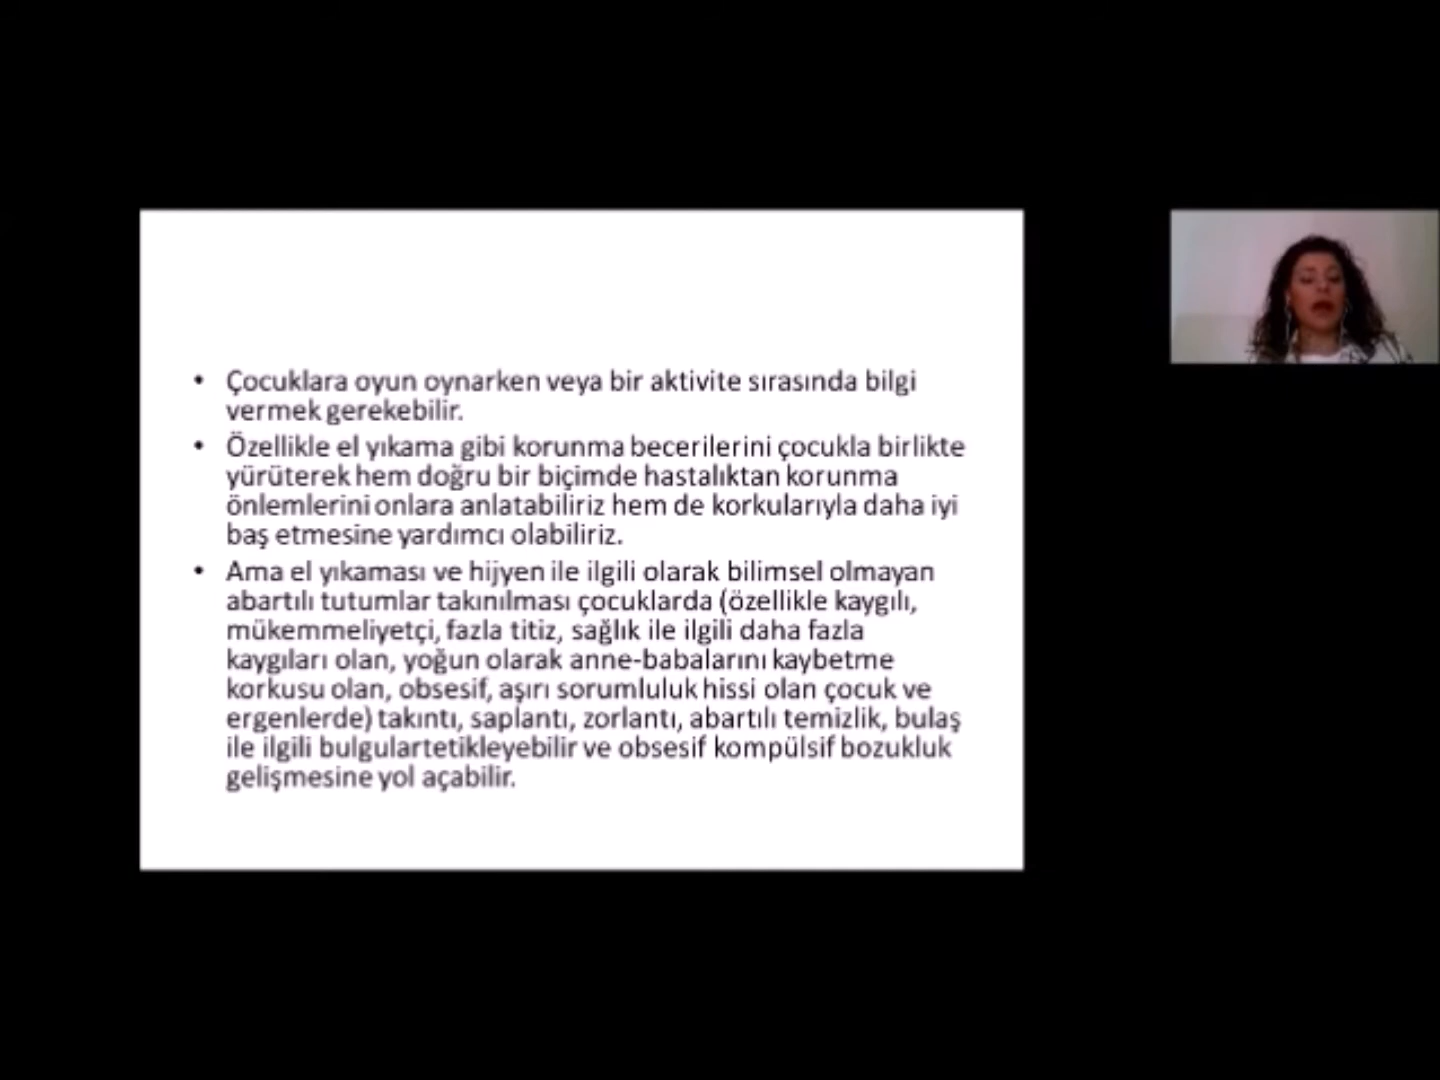 • Çocuklara oyun oynarken veya bir aktivite sırasında bilgi
vermek gerekebilir.
• Özellikle el yıkama gibi korunma becerilerini çocukla birlikte
yürüterek hem doğru bir biçimde hastalıktan korunma
önlemlerini onlara anlatabiliriz hem de korkularıyla daha iyi
baş etmesine yardımcı olabiliriz.
• Ama el yıkaması ve hijyen ile ilgili olarak bilimsel olmayan
abartılı tutumlar takınılması çocuklarda (özellikle kaygılı,
mükemmeliyetçi, fazla titiz, sağlık ile ilgili daha fazla
kaygıları olan, yoğun olarak anne-babalarını kaybetme
korkusu olan, obsesif, aşırı sorumluluk hissi olan çocuk ve
ergenlerde) takıntı, saplantı, zorlantı, abartılı temizlik, bulaş
ile ilgili bulgulartetikleyebilir ve obsesif kompülsif bozukluk
gelişmesine yol açabilir.